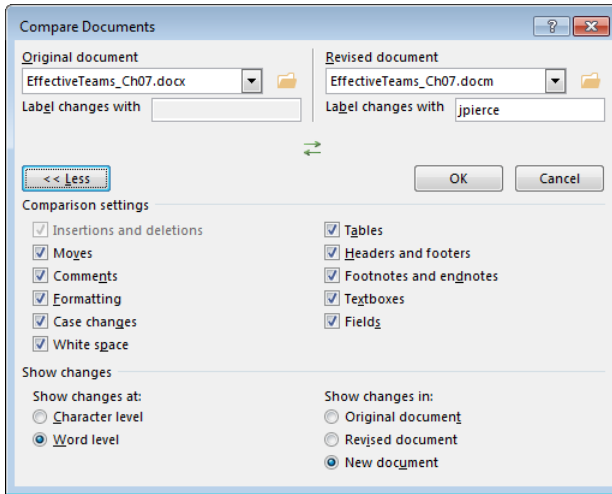 Compare Documents
?
Original document
Revised document
EffectiveTeams_Ch07.docx
EffectiveTeams_Ch07.docm
Label changes with
Label changes with jpierce
<< Less
OK
Cancel
Comparison settings
Insertions and deletions
Moves
Comments
Formatting
Case changes
White space
Tables
Headers and footers
Footnotes and endnotes
Textboxes
Fields
Show changes
Show changes at:
Character level
Word level
Show changes in:
Original document
Revised document
New document